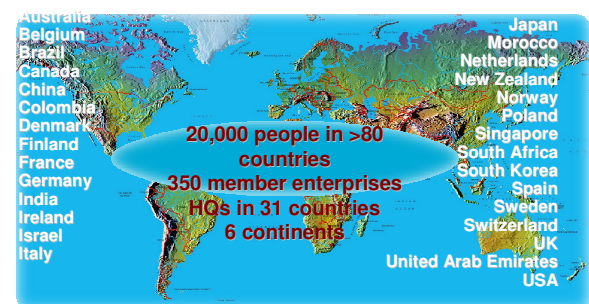 Australia
Belgium
Brazil
Canada
China
Colombia
Denmark
Finland
France
Germany
India
Ireland
Israel
Italy
20,000 people in >80
countries
350 member enterprises
HQs in 31 countries
6 continents
Japan
Morocco
Netherlands
New Zealand
Norway
Poland
Singapore
South Africa
South Korea
Spain
Sweden
Switzerland
UK
United Arab Emirates
USA